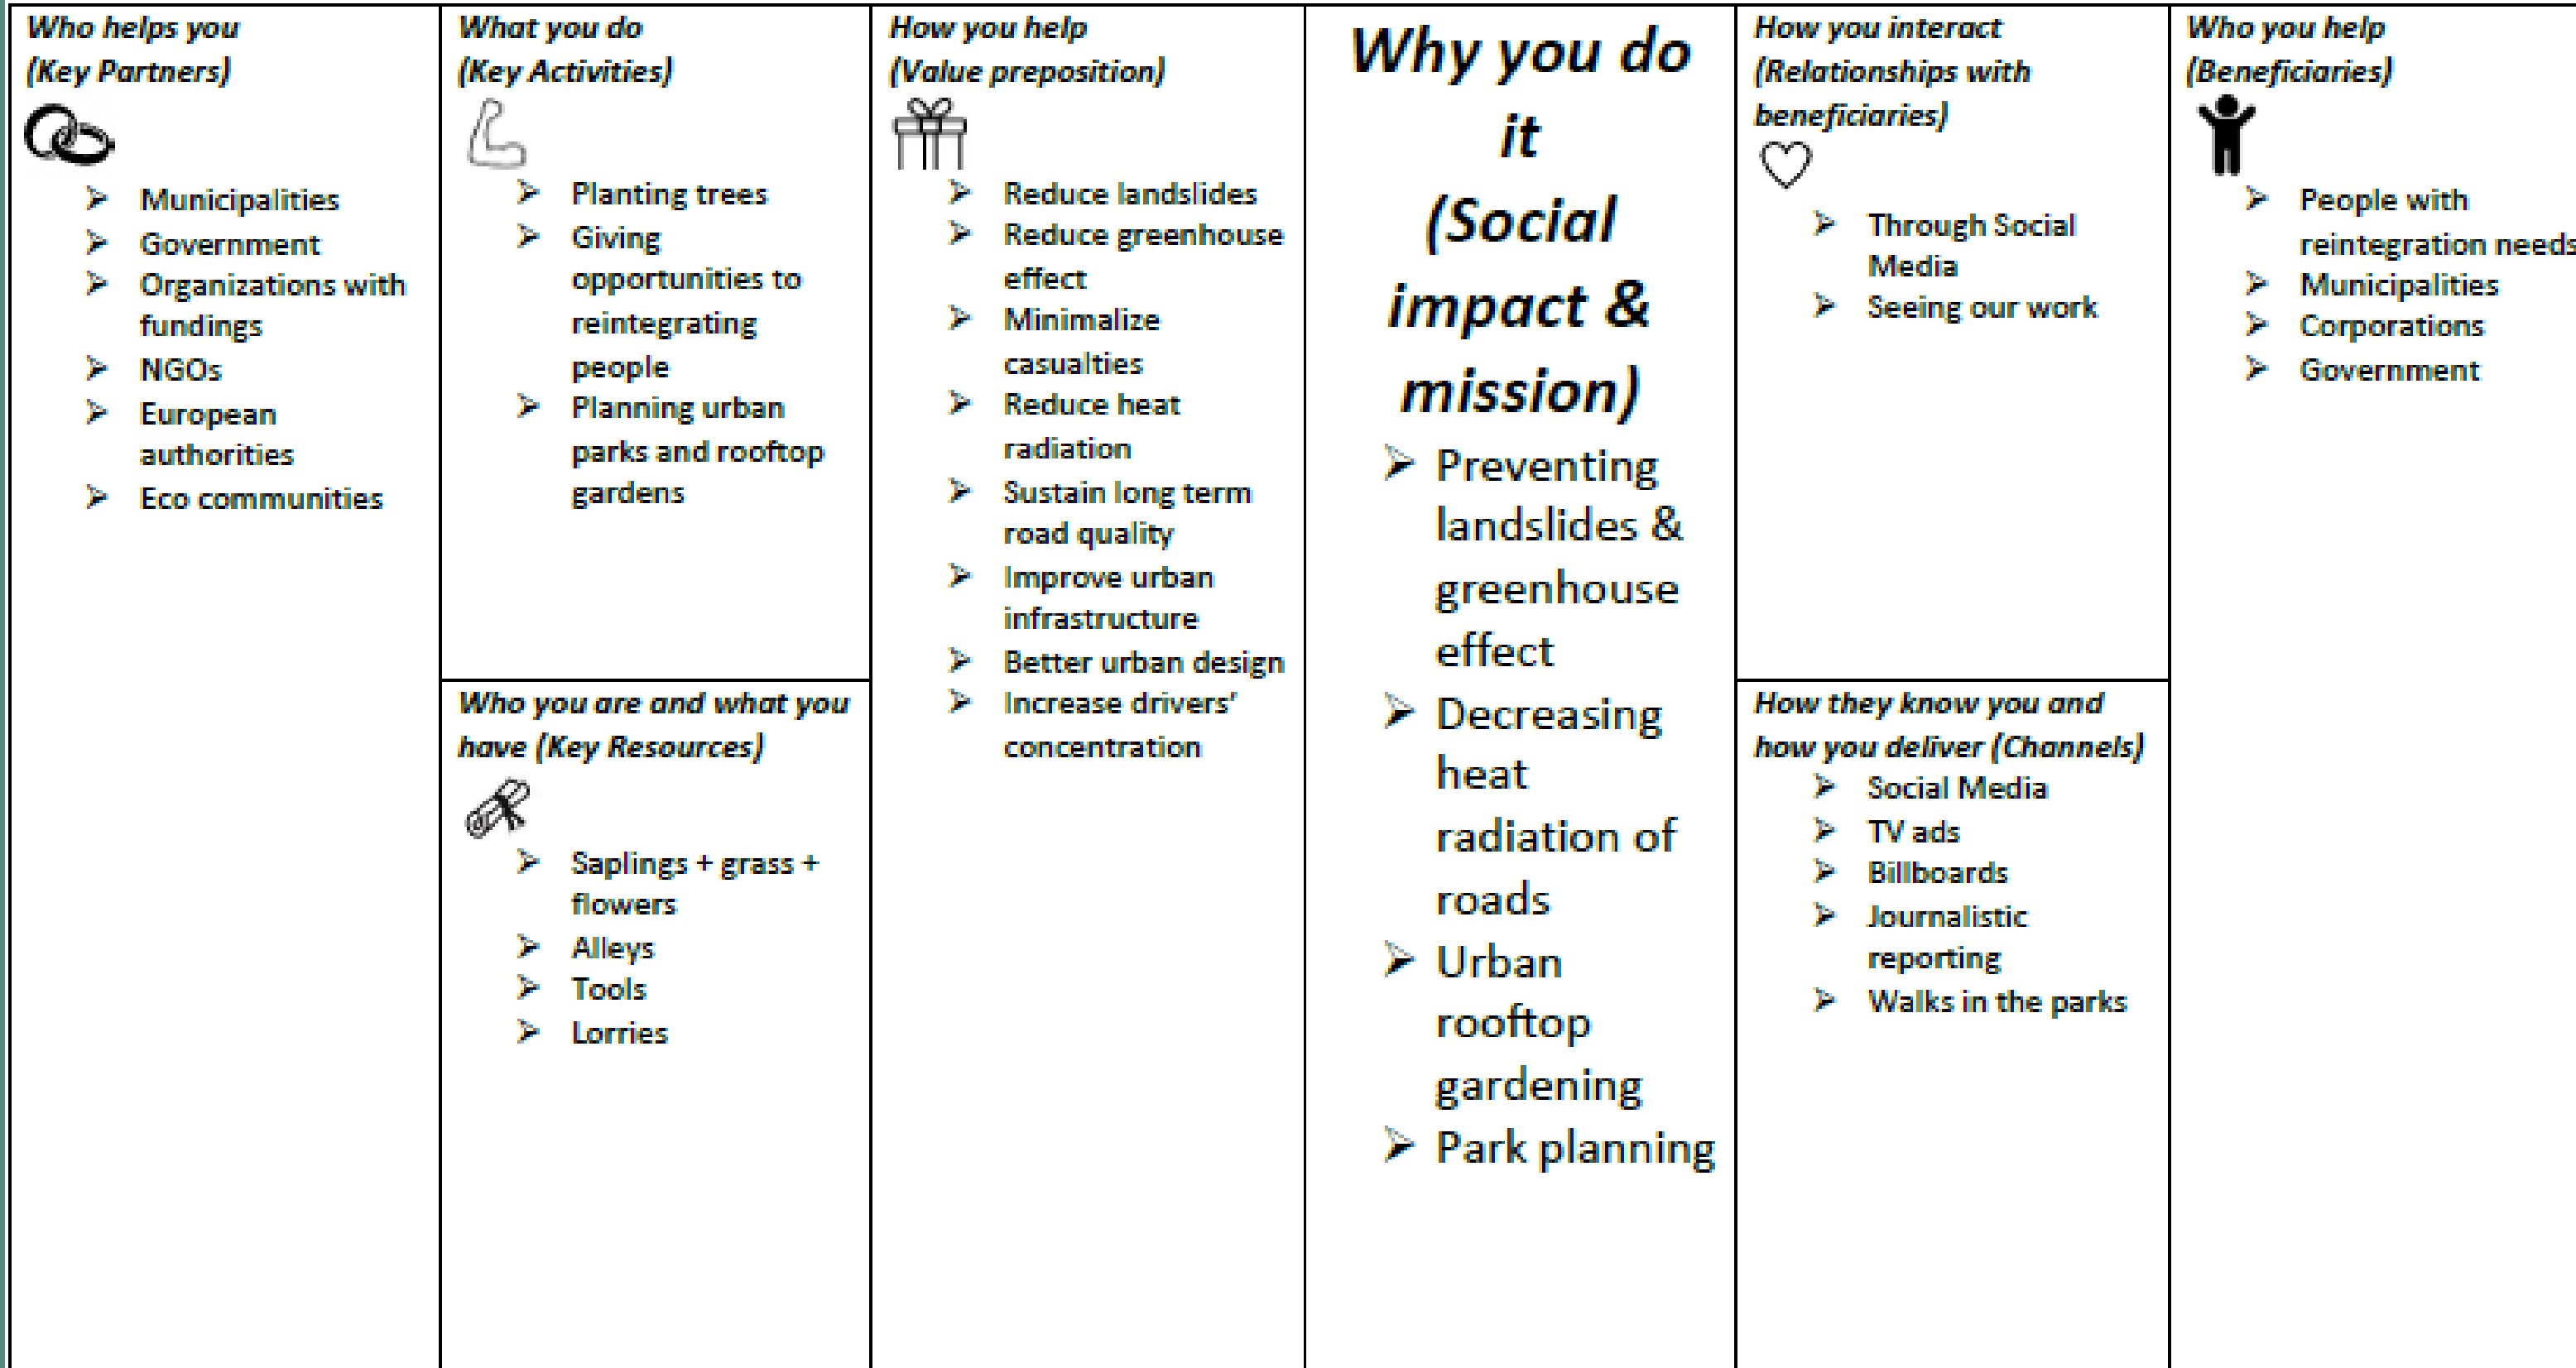 Who helps you
(Key Partners)
➢ Municipalities
➢ Government
➢ Organizations with
fundings
➢ NGOs
➢ European
authorities
➢ Eco communities
What you do
(Key Activities)
➢ Planting trees
➢ Giving
opportunities to
reintegrating
people
➢ Planning urban
parks and rooftop
gardens
Who you are and what you
have (Key Resources)
➢ Saplings + grass +
flowers
➢ Alleys
➢ Tools
➢ Lorries
How you help
(Value preposition)
➢ Reduce landslides
➢ Reduce greenhouse
effect
➢ Minimalize
casualties
➢ Reduce heat
radiation
➢ Sustain long term
road quality
➢ Improve urban
infrastructure
➢ Better urban design
➢ Increase drivers'
concentration
Why you do
it
(Social
impact &
mission)
➢ Preventing
landslides &
greenhouse
effect
➢ Decreasing
heat
radiation of
roads
➢ Urban
rooftop
gardening
➢ Park planning
How you interact
(Relationships with
beneficiaries)
➢ Through Social
Media
➢ Seeing our work
How they know you and
how you deliver (Channels)
➢ Social Media
➢ TV ads
➢ Billboards
➢ Journalistic
reporting
➢ Walks in the parks
Who you help
(Beneficiaries)
➢ People with
reintegration needs
➢ Municipalities
➢ Corporations
➢ Government